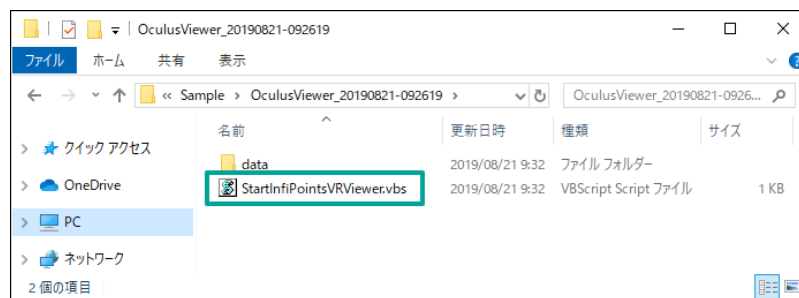 OculusViewer_20190821-092619
ファイル ホーム 共有 表示
« Sample › OculusViewer_20190821-092619 › OculusViewer_20190821-0926...
名前 更新日時 種類 サイズ
クイック アクセス
data 2019/08/21 9:32 ファイル フォルダー
OneDrive
StartInfiPointsVRViewer.vbs 2019/08/21 9:32 VBScript Script ファイル 1 KB
PC
ネットワーク
2 個の項目